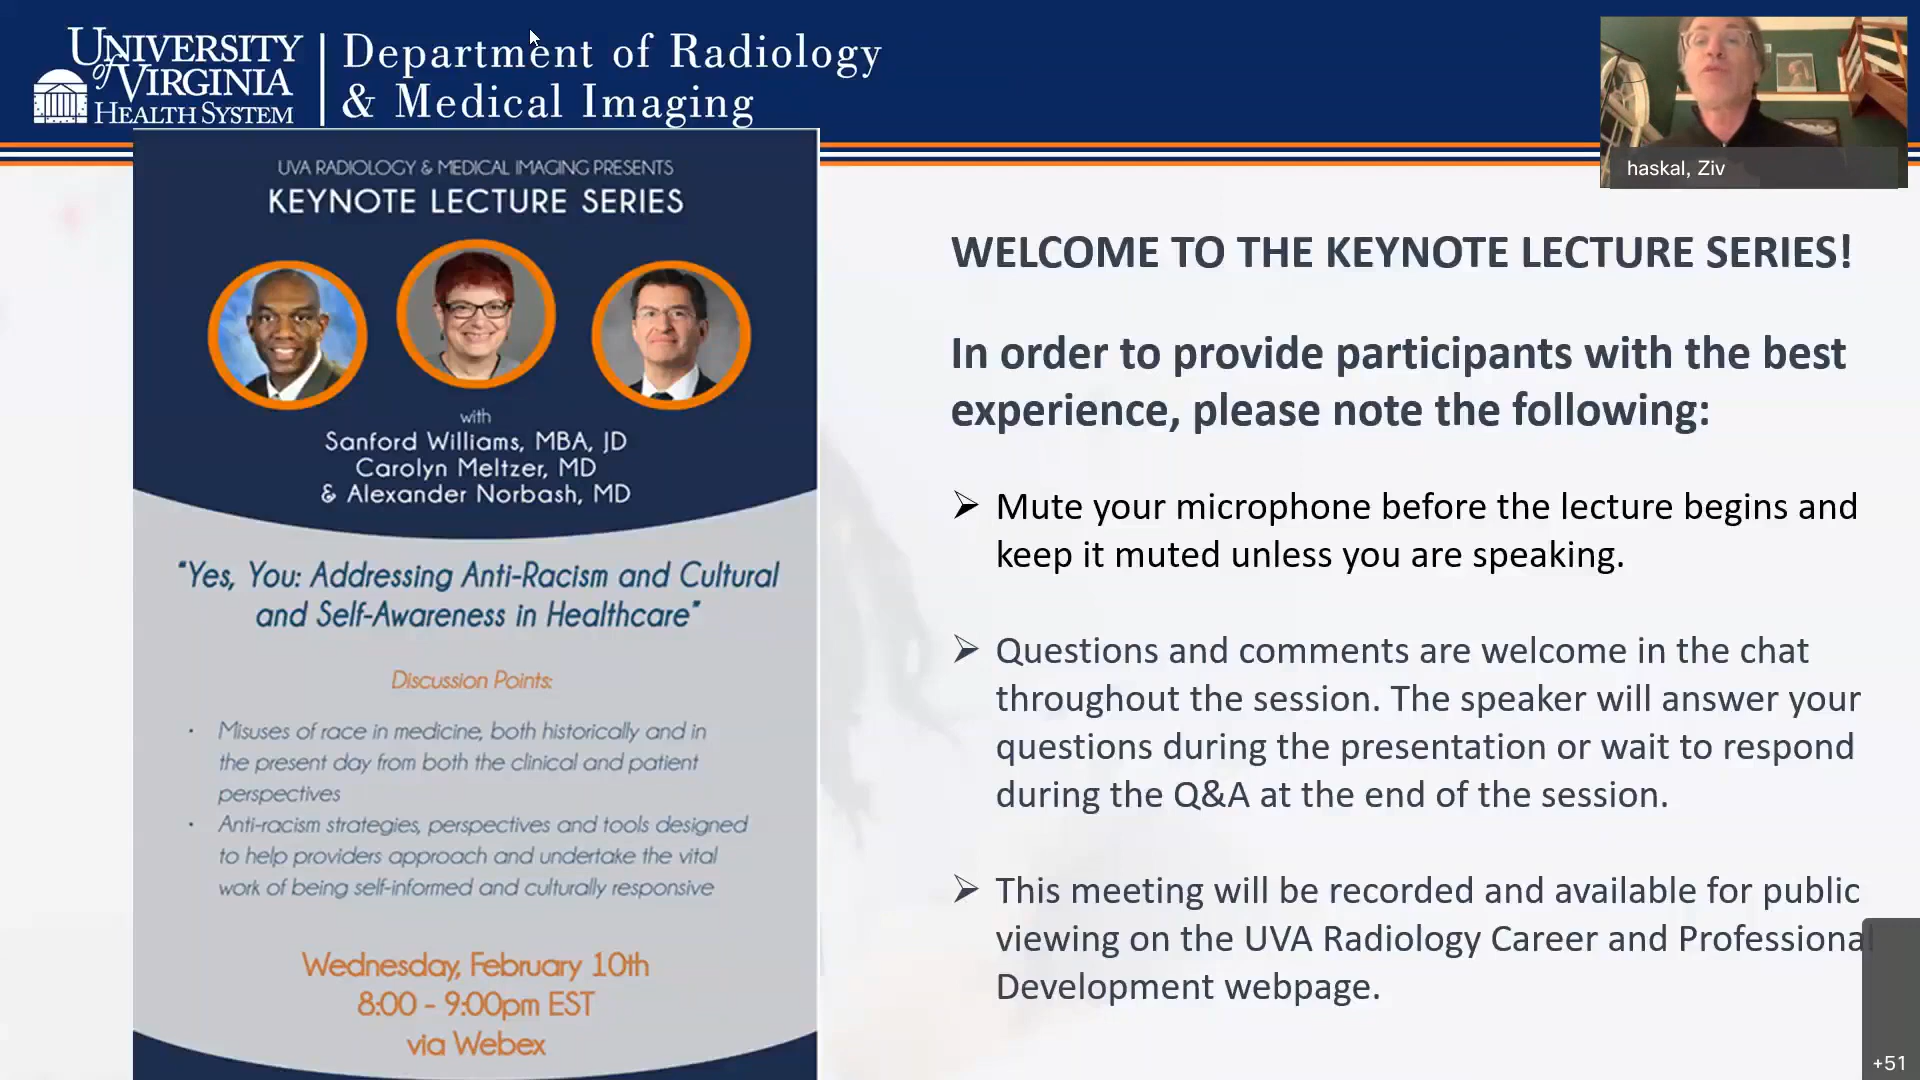 UNIVERSITY
of VIRGINIA
HEALTH SYSTEM
Department of Radiology
& Medical Imaging
haskal, Ziv
UVA RADIOLOGY & MEDICAL IMAGING PRESENTS
KEYNOTE LECTURE SERIES
with
Sanford Williams, MBA, JD
Carolyn Meltzer, MD
& Alexander Norbash, MD
"Yes, You: Addressing Anti-Racism and Cultural
and Self-Awareness in Healthcare"
Discussion Points:
· Misuses of race in medicine, both historically and in
the present day from both the clinical and patient
perspectives
· Anti-racism strategies, perspectives and tools designed
to help providers approach and undertake the vital
work of being self-informed and culturally responsive
Wednesday, February 10th
8:00 - 9:00pm EST
via Webex
WELCOME TO THE KEYNOTE LECTURE SERIES!
In order to provide participants with the best
experience, please note the following:
➢ Mute your microphone before the lecture begins and
keep it muted unless you are speaking.
➢ Questions and comments are welcome in the chat
throughout the session. The speaker will answer your
questions during the presentation or wait to respond
during the Q&A at the end of the session.
➢ This meeting will be recorded and available for public
viewing on the UVA Radiology Career and Professional
Development webpage.
+51